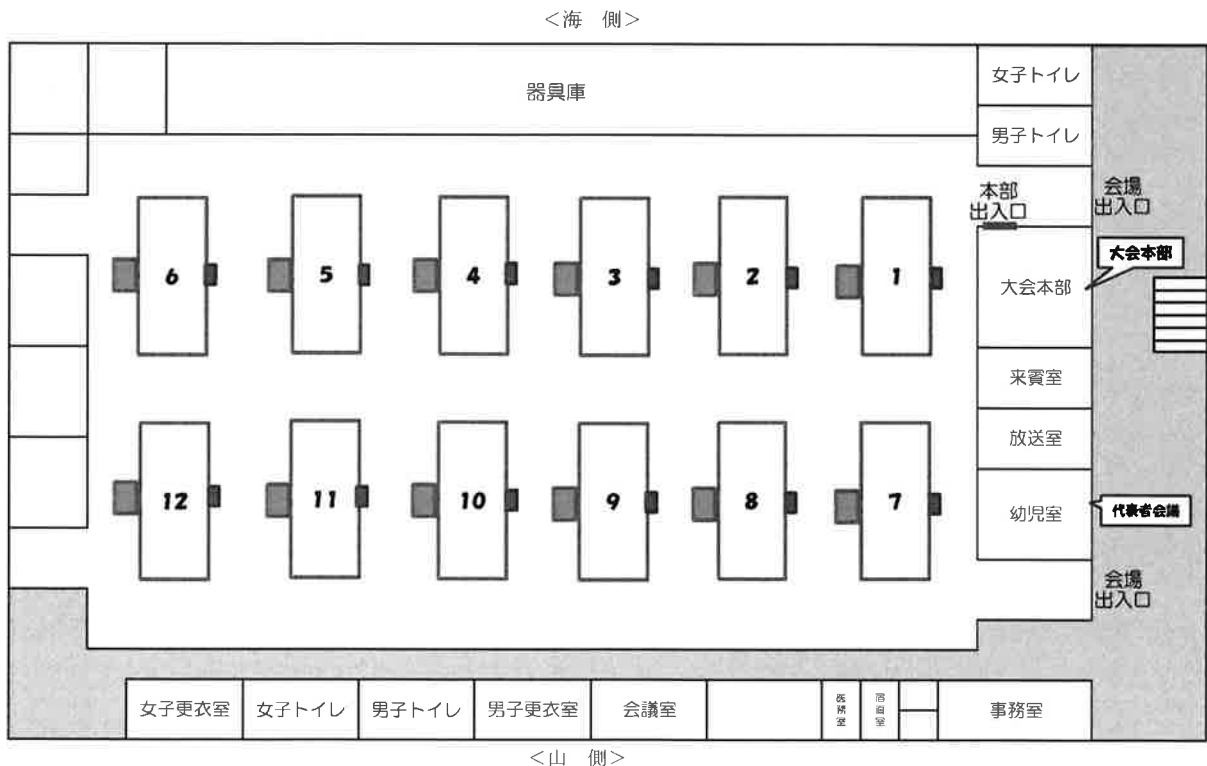 ＜海　側＞
器具庫
女子トイレ
男子トイレ
本部
出入口
会場
出入口
大会本部
6
5
4
3
2
1
大会本部
来賓室
放送室
12
11
10
9
8
7
幼児室
代表者会議
会場
出入口
女子更衣室
女子トイレ
男子トイレ
男子更衣室
会議室
事務室
＜山　側＞